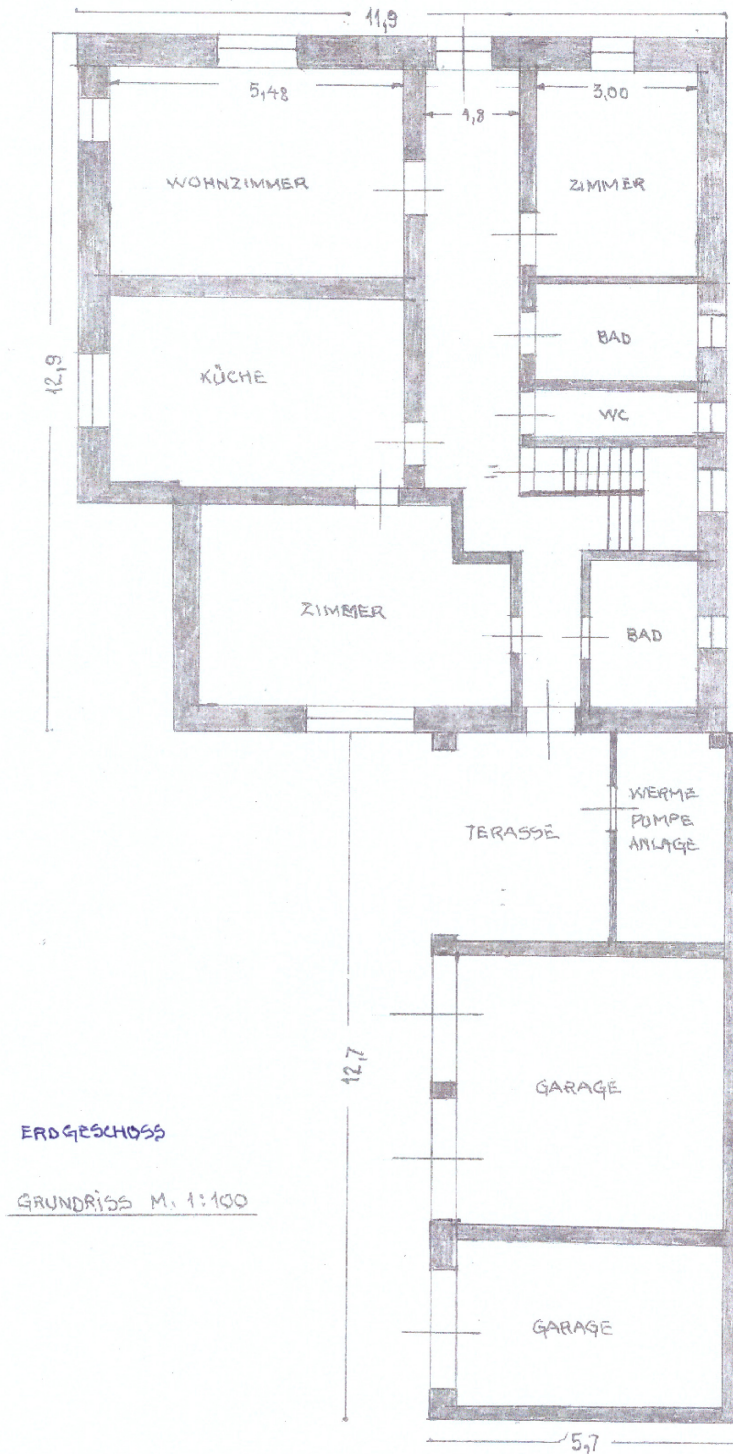 11,9
5,48
1,8
3,00
WOHNZIMMER
ZIMMER
12,9
KÜCHE
BAD
WC
ZIMMER
BAD
TERASSE
WERME
PUMPE
ANLAGE
12,7
GARAGE
ERDGESCHOSS
GRUNDRISS M. 1:100
GARAGE
5,7